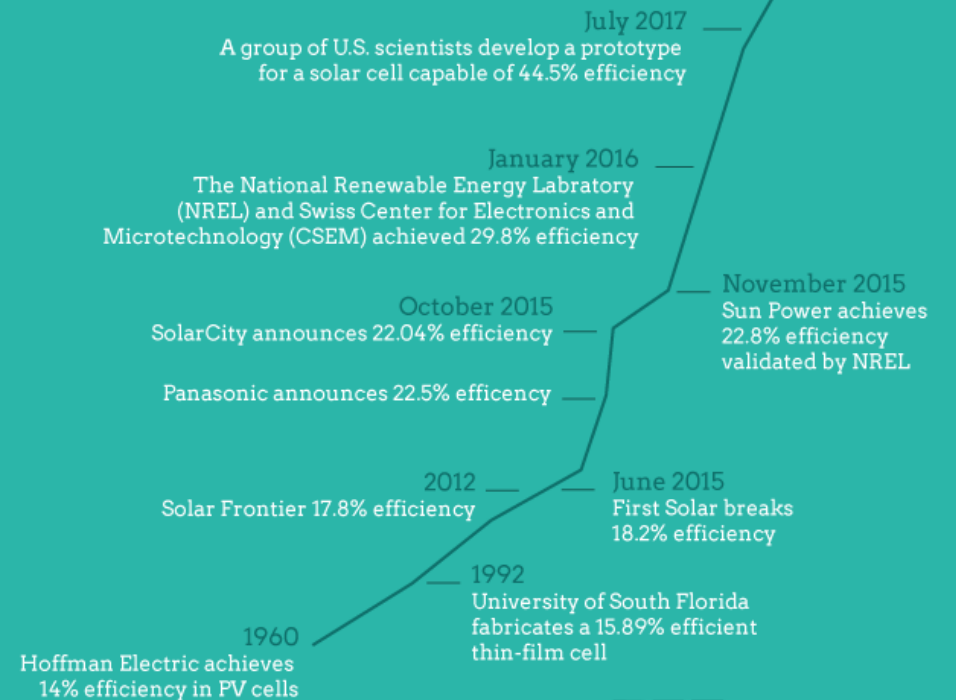 July 2017
A group of U.S. scientists develop a prototype
for a solar cell capable of 44.5% efficiency
January 2016
The National Renewable Energy Labratory
(NREL) and Swiss Center for Electronics and
Microtechnology (CSEM) achieved 29.8% efficiency
November 2015
Sun Power achieves
22.8% efficiency
validated by NREL
October 2015
SolarCity announces 22.04% efficiency
Panasonic announces 22.5% efficency
2012
Solar Frontier 17.8% efficiency
June 2015
First Solar breaks
18.2% efficiency
1992
University of South Florida
fabricates a 15.89% efficient
thin-film cell
1960
Hoffman Electric achieves
14% efficiency in PV cells